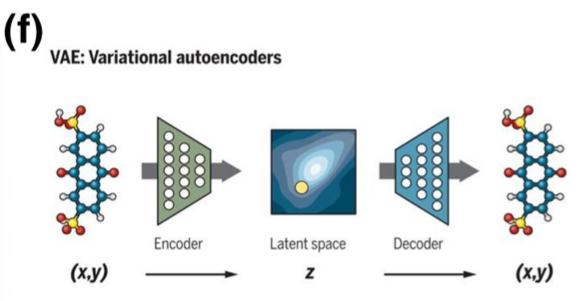 (f)
VAE: Variational autoencoders
Encoder
Latent space
Decoder
(x,y)
z
(x,y)